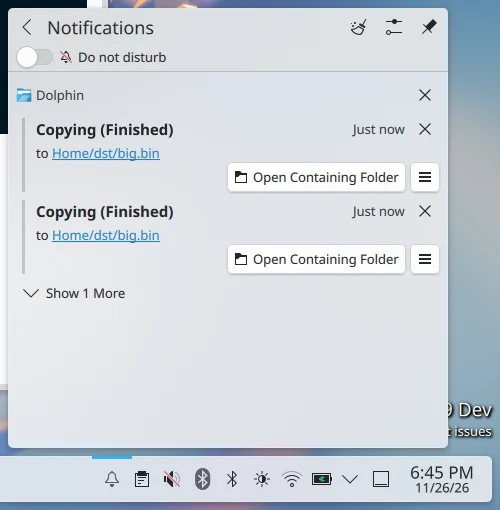 Notifications
Do not disturb
Dolphin
Copying (Finished)
Just now
to Home/dst/big.bin
Open Containing Folder
Copying (Finished)
Just now
to Home/dst/big.bin
Open Containing Folder
Show 1 More
Dev
issues
6:45 PM
11/26/26